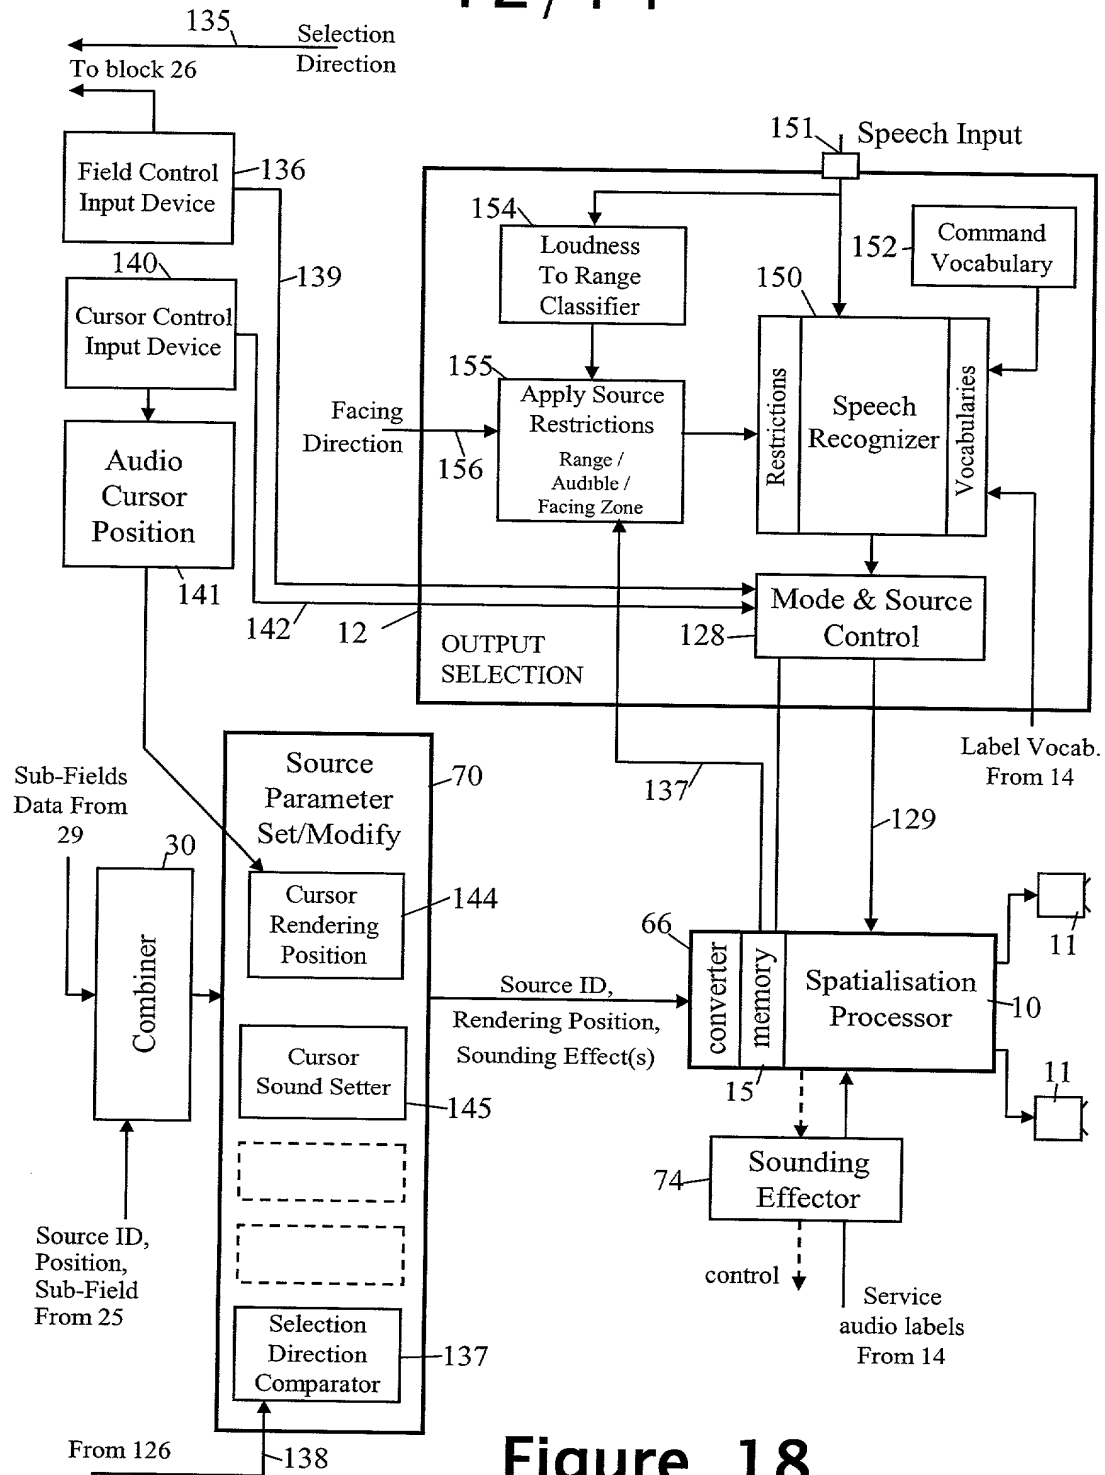 12/14
135
Selection
Direction
To block 26
Field Control
Input Device
136
140
Cursor Control
Input Device
139
Audio
Cursor
Position
141
142
12
151
Speech Input
154
Loudness
To Range
Classifier
152
Command
Vocabulary
150
155
Apply Source
Restrictions
Range /
Audible /
Facing Zone
Facing
Direction
156
Restrictions
Speech
Recognizer
Vocabularies
Mode & Source
Control
128
OUTPUT
SELECTION
Label Vocab.
From 14
137
129
Sub-Fields
Data From
29
30
Combiner
Source
Parameter
Set/Modify
70
Cursor
Rendering
Position
144
Cursor
Sound Setter
145
Source ID,
Rendering Position,
Sounding Effect(s)
66
converter
memory
Spatialisation
Processor
10
11
11
15
Sounding
Effector
74
control
Service
audio labels
From 14
Source ID,
Position,
Sub-Field
From 25
Selection
Direction
Comparator
137
From 126
138
Figure 18